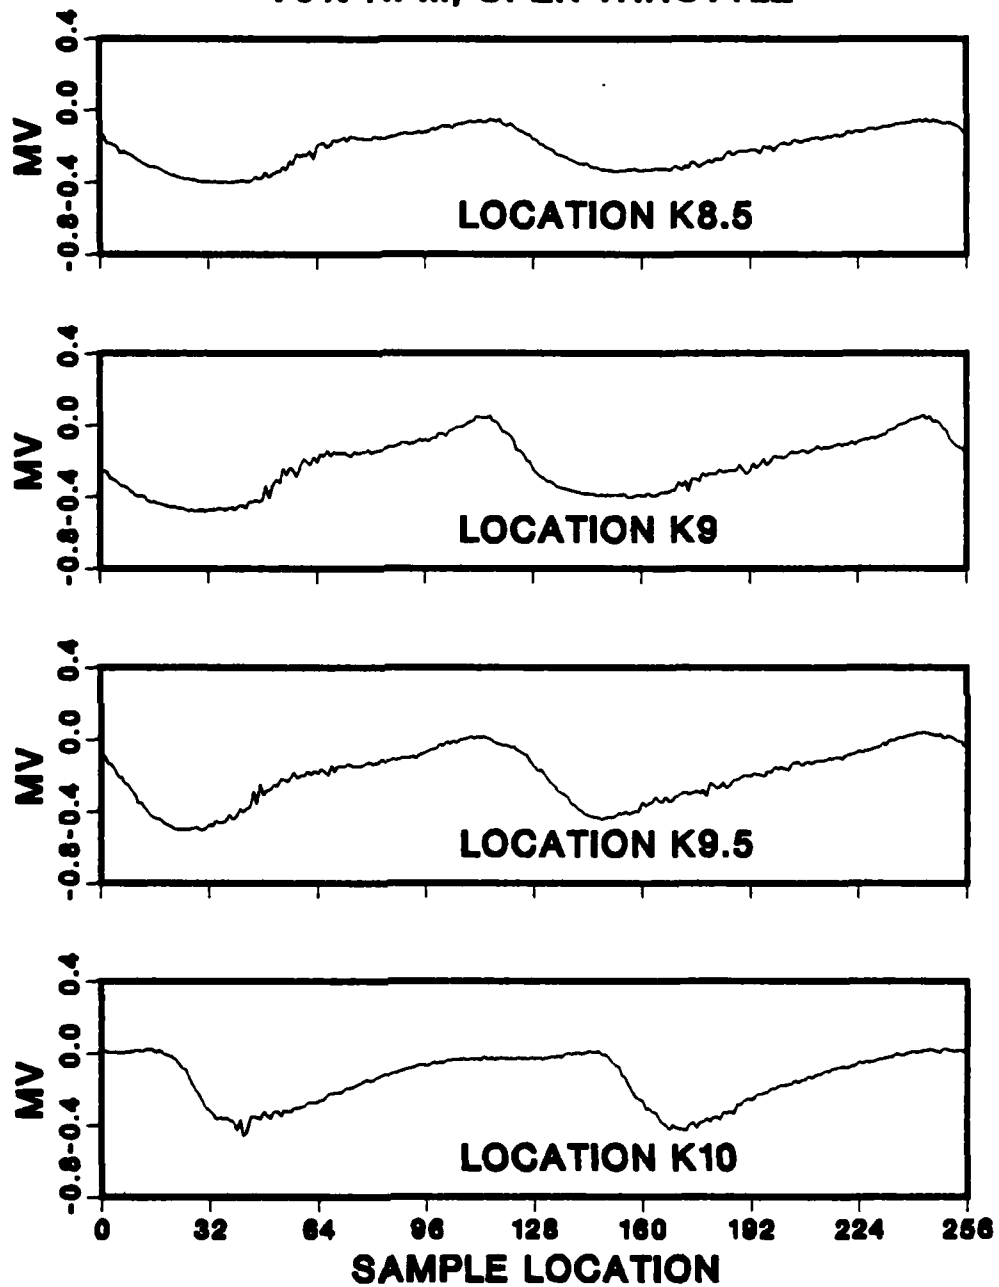 RPM, OPEN THROTTLE
MV
-0.8 -0.4 0.0 0.4
LOCATION K8.5
MV
-0.8 -0.4 0.0 0.4
LOCATION K9
MV
-0.8 -0.4 0.0 0.4
LOCATION K9.5
MV
-0.8 -0.4 0.0 0.4
LOCATION K10
0 32 64 96 128 160 192 224 256
SAMPLE LOCATION